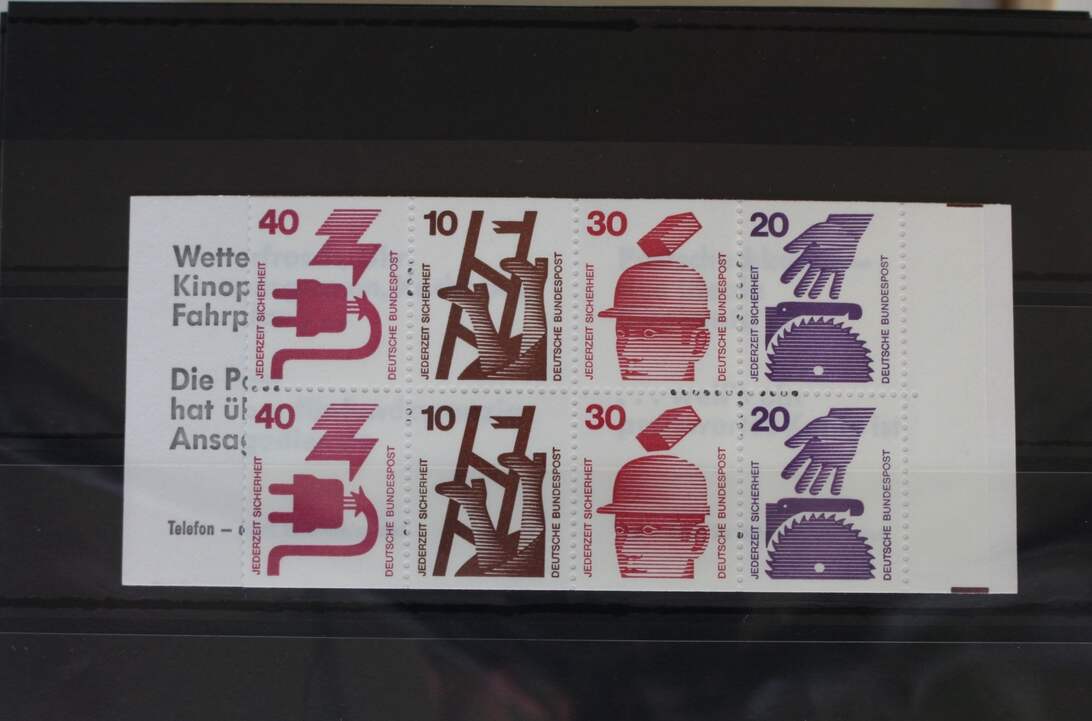 Wette
Kinop
Fahrp
Die Po
hat ül
Ansag
Telefon –
40
JEDERZEIT SICHERHEIT
DEUTSCHE BUNDESPOST
10
JEDERZEIT SICHERHEIT
DEUTSCHE BUNDESPOST
30
JEDERZEIT SICHERHEIT
DEUTSCHE BUNDESPOST
20
JEDERZEIT SICHERHEIT
DEUTSCHE BUNDESPOST
40
JEDERZEIT SICHERHEIT
DEUTSCHE BUNDESPOST
10
JEDERZEIT SICHERHEIT
DEUTSCHE BUNDESPOST
30
JEDERZEIT SICHERHEIT
DEUTSCHE BUNDESPOST
20
JEDERZEIT SICHERHEIT
DEUTSCHE BUNDESPOST